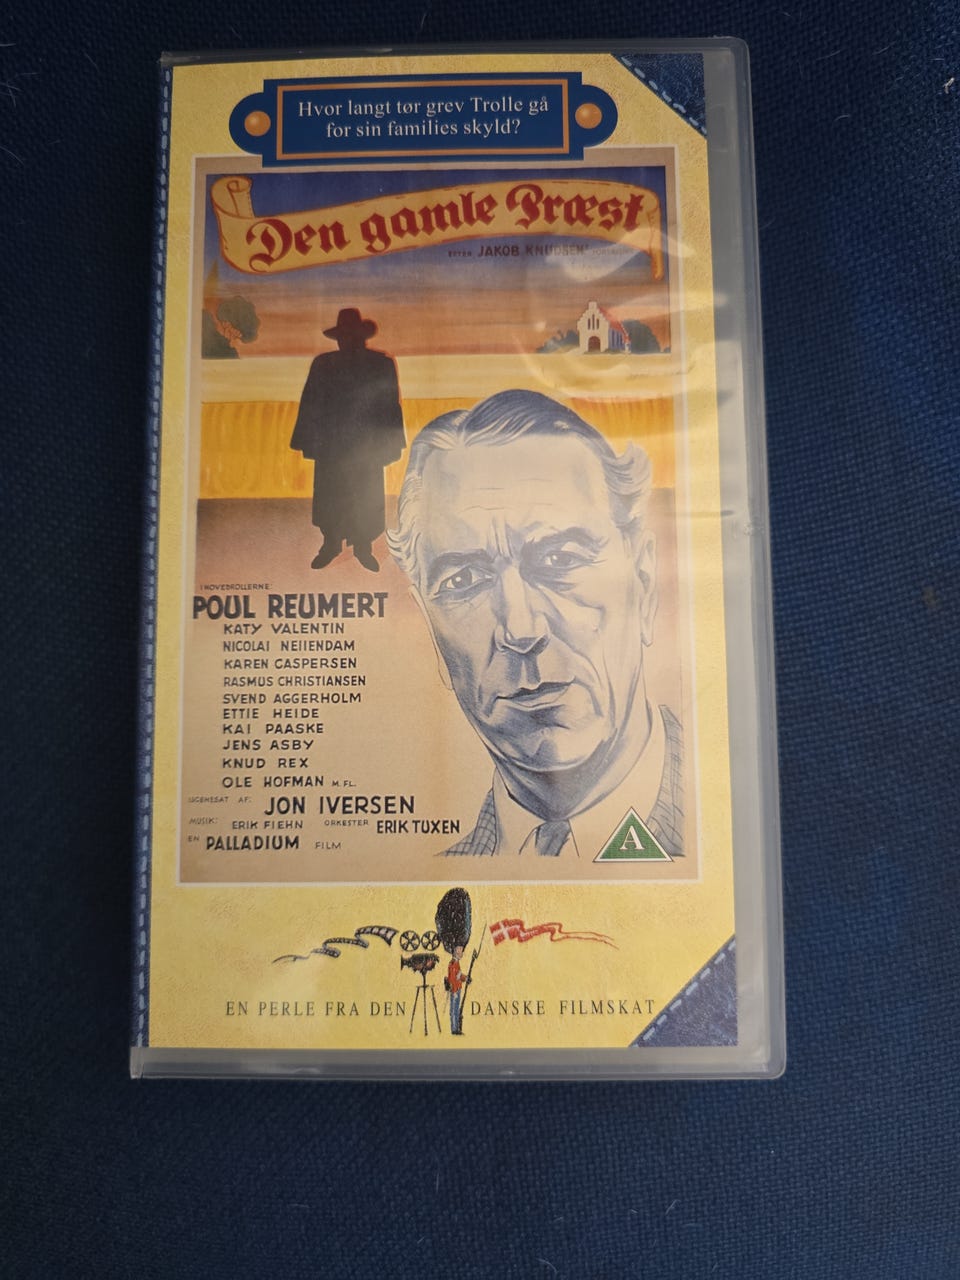 Hvor langt tør grev Trolle gå
for sin families skyld?
Den gamle Præst
EFTER JAKOB KNUDSEN'S
I HOVEDROLLERNE:
POUL REUMERT
KATY VALENTIN
NICOLAI NEIIENDAM
KAREN CASPERSEN
RASMUS CHRISTIANSEN
SVEND AGGERHOLM
ETTIE HEIDE
KAI PAASKE
JENS ASBY
KNUD REX
OLE HOFMAN M. FL.
ISCENESAT AF: JON IVERSEN
MUSIK: ERIK FIEHN ORKESTER ERIK TUXEN
EN PALLADIUM FILM
A
EN PERLE FRA DEN DANSKE FILMSKAT